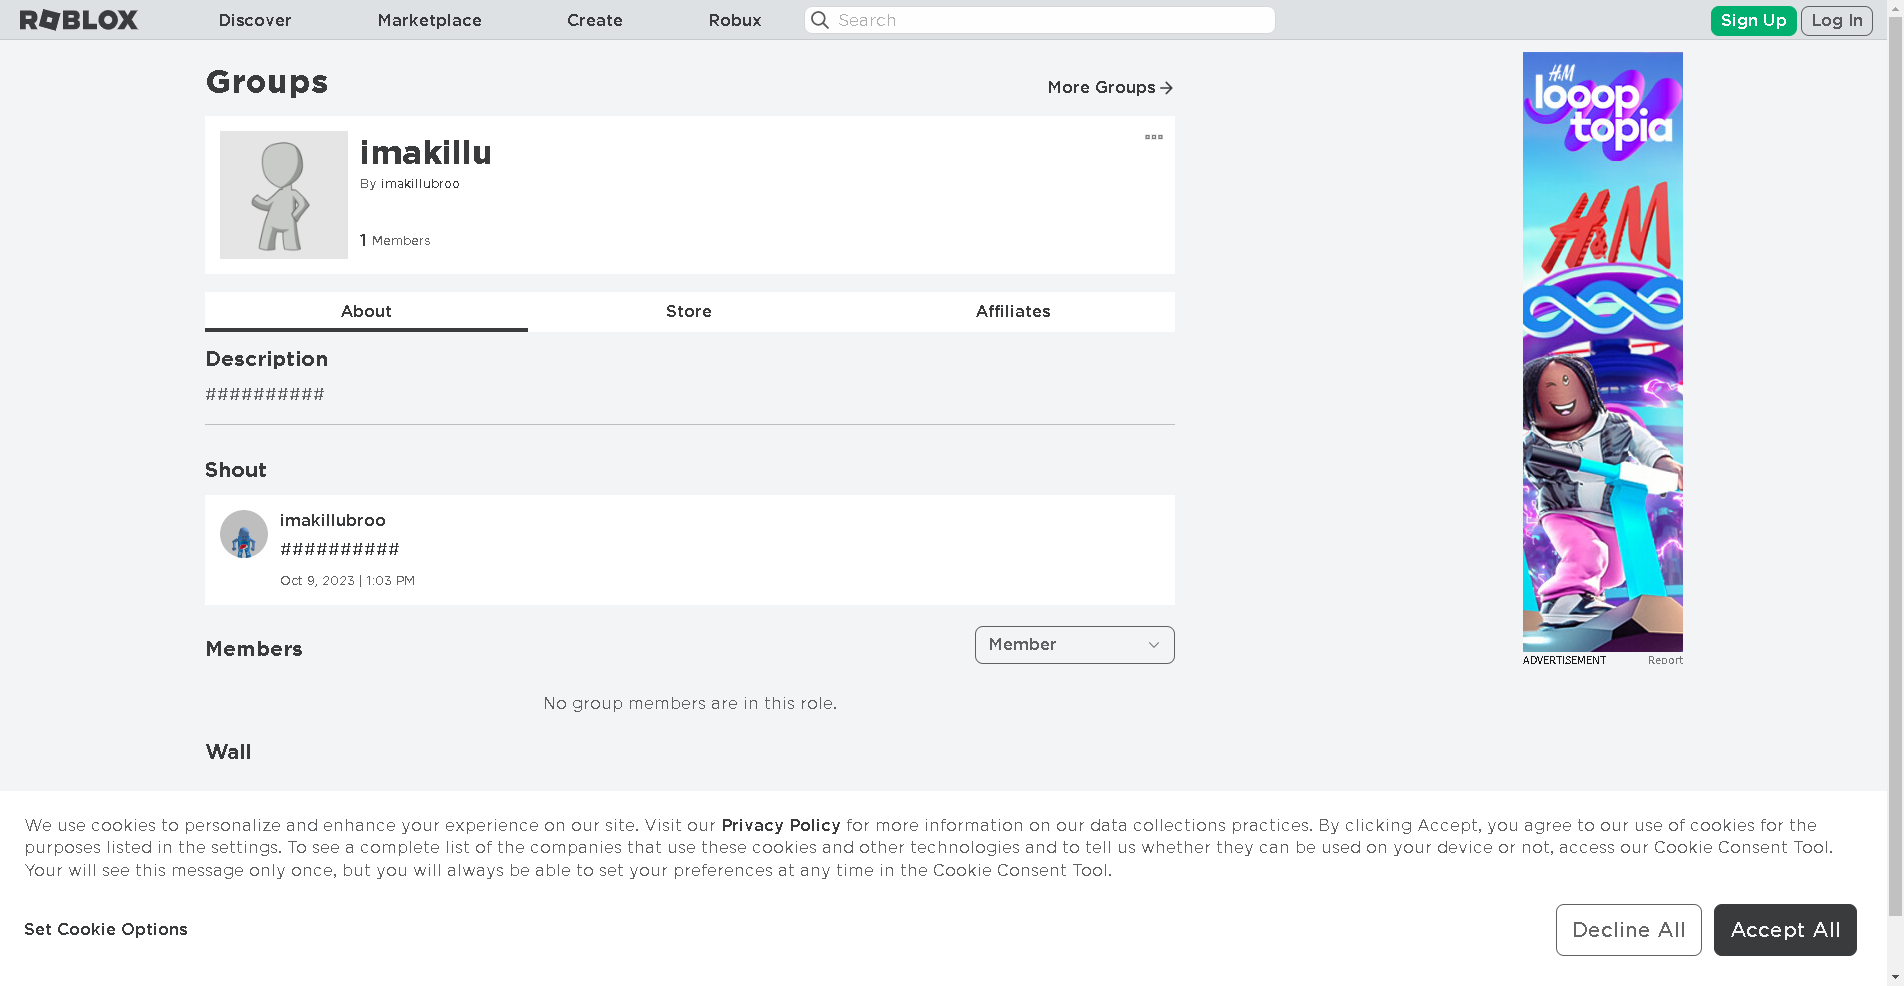 ROBLOX Discover Marketplace Create Robux Search Sign Up Log In
Groups
More Groups
imakillu
By imakillubroo
1 Members
About Store Affiliates
Description
##########
Shout
imakillubroo
##########
Oct 9, 2023 | 1:03 PM
Members
Member
No group members are in this role.
Wall
H&M
looop
topia
H&M
ADVERTISEMENT Report
We use cookies to personalize and enhance your experience on our site. Visit our Privacy Policy for more information on our data collections practices. By clicking Accept, you agree to our use of cookies for the
purposes listed in the settings. To see a complete list of the companies that use these cookies and other technologies and to tell us whether they can be used on your device or not, access our Cookie Consent Tool.
Your will see this message only once, but you will always be able to set your preferences at any time in the Cookie Consent Tool.
Set Cookie Options
Decline All Accept All